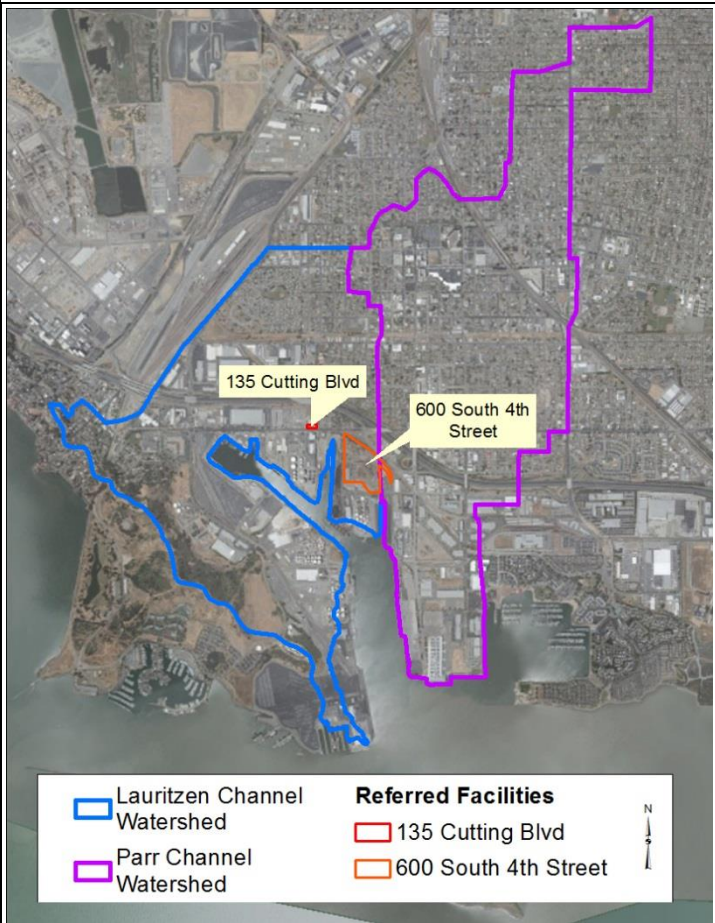 135 Cutting Blvd
600 South 4th
Street
Lauritzen Channel
Watershed
Parr Channel
Watershed
Referred Facilities
135 Cutting Blvd
600 South 4th Street
N